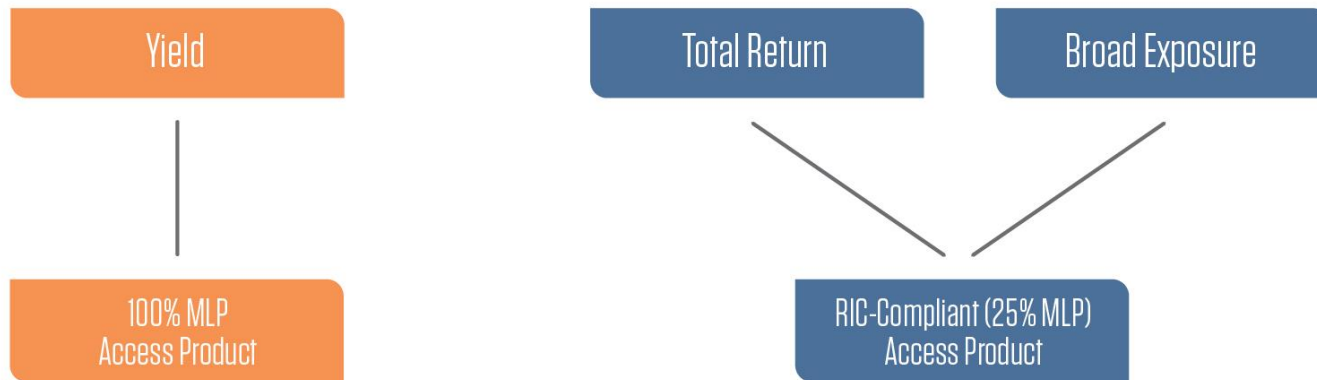 Yield
Total Return
Broad Exposure
100% MLP
Access Product
RIC-Compliant (25% MLP)
Access Product